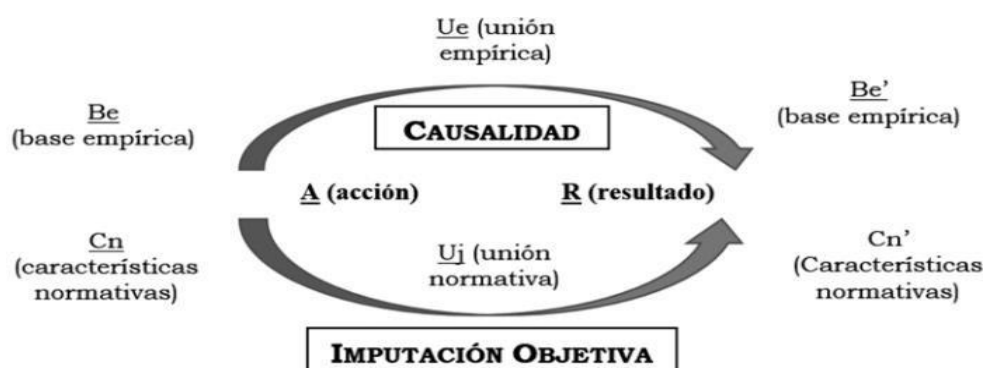 Ue (unión
empírica)
Be
(base empírica)
Be’
(base empírica)
CAUSALIDAD
A (acción)
R (resultado)
Cn
(características
normativas)
Uj (unión
normativa)
Cn’
(Características
normativas)
IMPUTACIÓN OBJETIVA